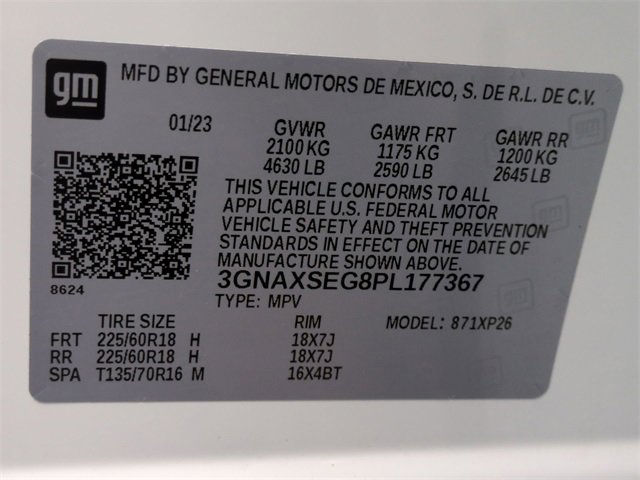 gm
MFD BY GENERAL MOTORS DE MEXICO, S. DE R.L. DE C.V.
01/23 GVWR GAWR FRT GAWR RR
2100 KG 1175 KG 1200 KG
4630 LB 2590 LB 2645 LB
THIS VEHICLE CONFORMS TO ALL
APPLICABLE U.S. FEDERAL MOTOR
VEHICLE SAFETY AND THEFT PREVENTION
STANDARDS IN EFFECT ON THE DATE OF
MANUFACTURE SHOWN ABOVE.
3GNAXSEG8PL177367
8624
TYPE: MPV
TIRE SIZE RIM MODEL: 871XP26
FRT 225/60R18 H 18X7J
RR 225/60R18 H 18X7J
SPA T135/70R16 M 16X4BT